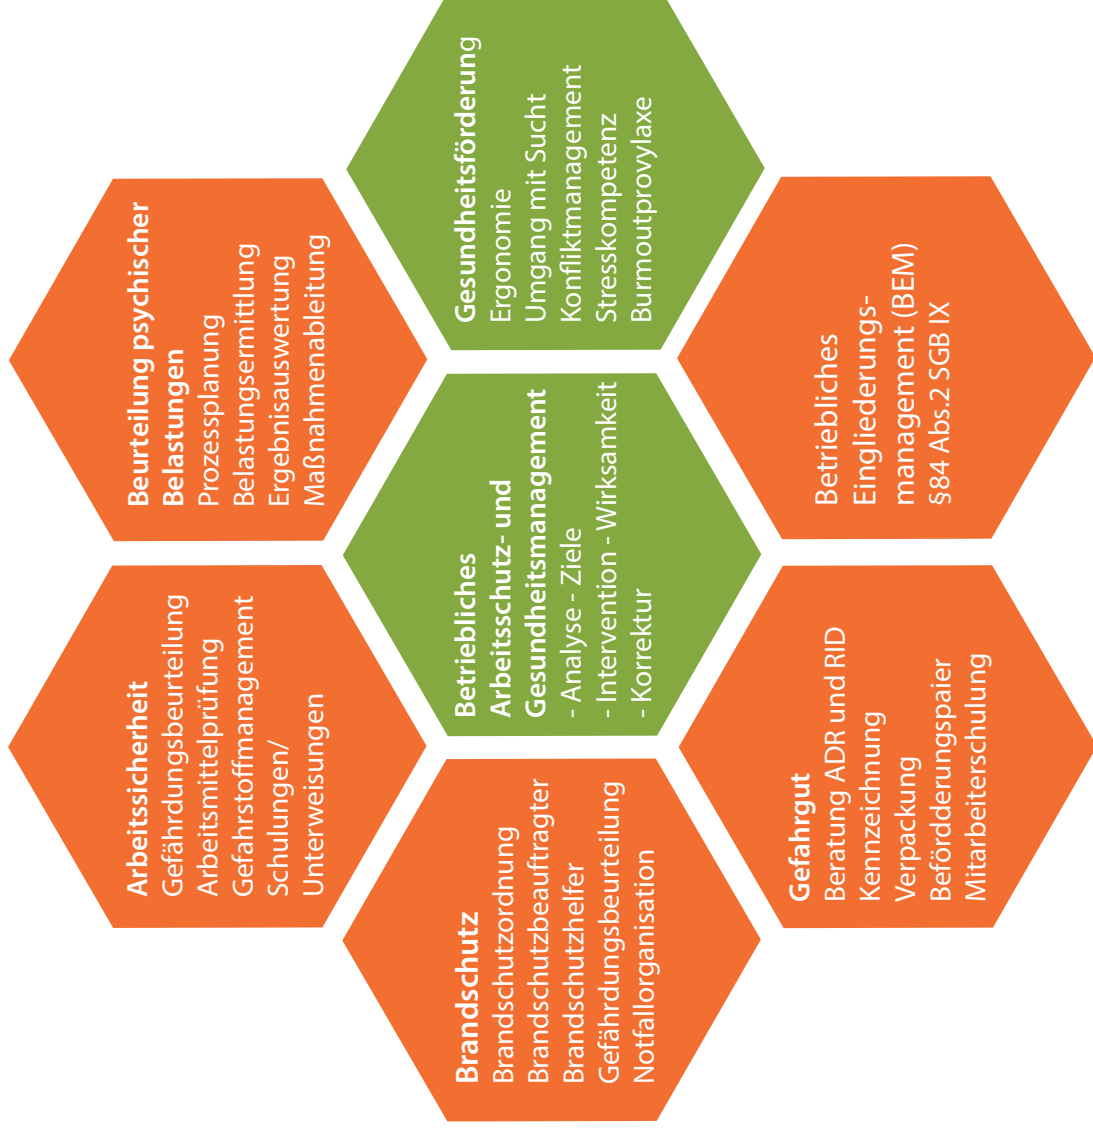 Arbeitssicherheit
Gefährdungsbeurteilung
Arbeitsmittelprüfung
Gefahrstoffmanagement
Schulungen/
Unterweisungen
Beurteilung psychischer
Belastungen
Prozessplanung
Belastungsermittlung
Ergebnisauswertung
Maßnahmenableitung
Brandschutz
Brandschutzordnung
Brandschutzbeauftragter
Brandschutzhelfer
Gefährdungsbeurteilung
Notfallorganisation
Betriebliches
Arbeitsschutz- und
Gesundheitsmanagement
- Analyse - Ziele
- Intervention - Wirksamkeit
- Korrektur
Gesundheitsförderung
Ergonomie
Umgang mit Sucht
Konfliktmanagement
Stresskompetenz
Burmoutprovylaxe
Gefahrgut
Beratung ADR und RID
Kennzeichnung
Verpackung
Befördderungspaier
Mitarbeiterschulung
Betriebliches
Eingliederungs-
management (BEM)
§84 Abs.2 SGB IX